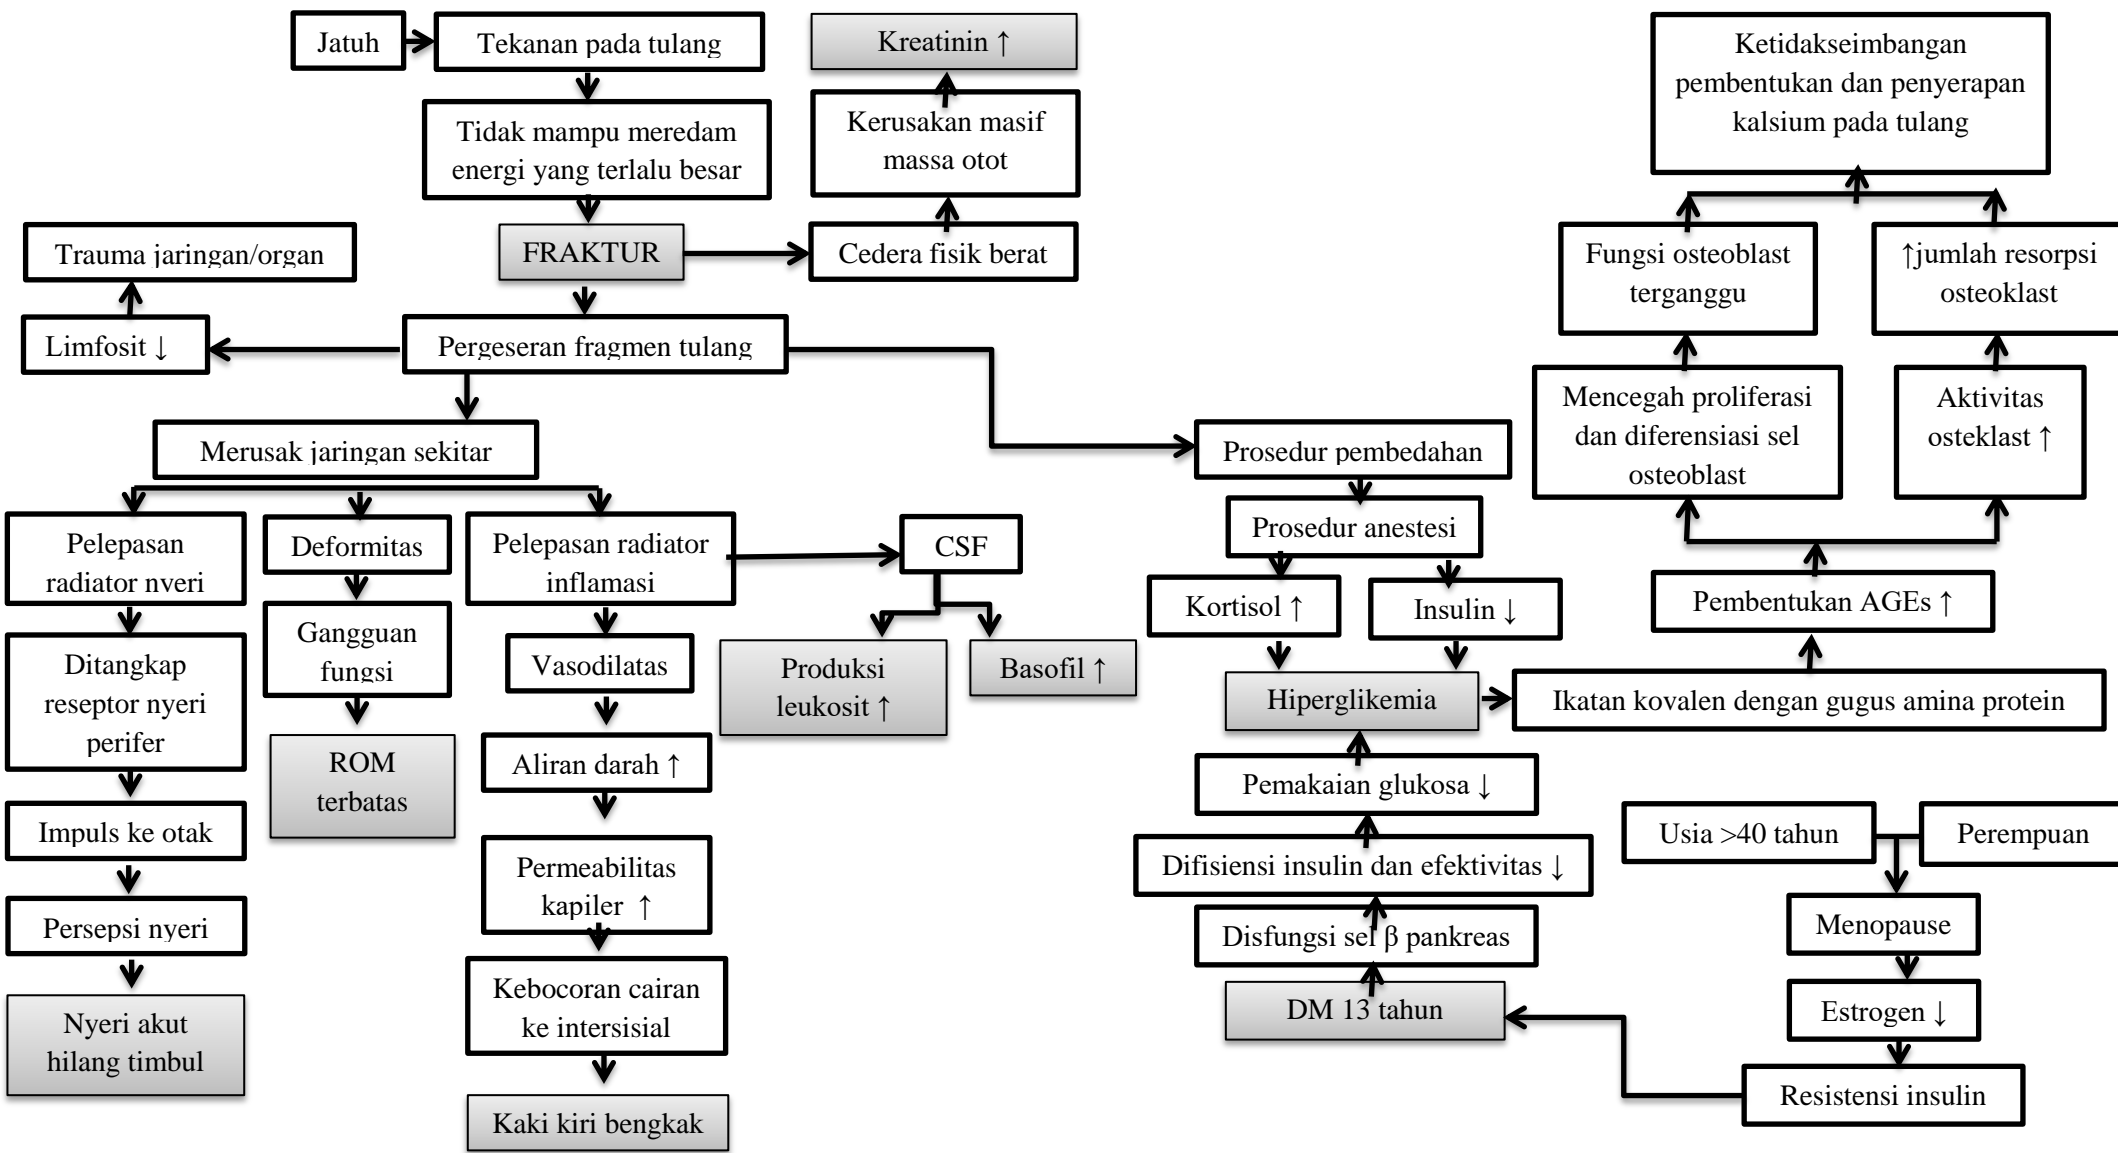 Jatuh
Tekanan pada tulang
Kreatinin ↑
Ketidakseimbangan
pembentukan dan penyerapan
kalsium pada tulang
Tidak mampu meredam
energi yang terlalu besar
Kerusakan masif
massa otot
Trauma jaringan/organ
FRAKTUR
Cedera fisik berat
Fungsi osteoblast
terganggu
↑jumlah resorpsi
osteoklast
Limfosit ↓
Pergeseran fragmen tulang
Mencegah proliferasi
dan diferensiasi sel
osteoblast
Aktivitas
osteklast ↑
Merusak jaringan sekitar
Prosedur pembedahan
Pelepasan
radiator nveri
Deformitas
Pelepasan radiator
inflamasi
CSF
Prosedur anestesi
Kortisol ↑
Insulin ↓
Pembentukan AGEs ↑
Gangguan
fungsi
Ditangkap
reseptor nyeri
perifer
Vasodilatas
Produksi
leukosit ↑
Basofil ↑
Hiperglikemia
Ikatan kovalen dengan gugus amina protein
ROM
terbatas
Aliran darah ↑
Pemakaian glukosa ↓
Impuls ke otak
Usia >40 tahun
Perempuan
Permeabilitas
kapiler ↑
Difisiensi insulin dan efektivitas ↓
Persepsi nyeri
Disfungsi sel β pankreas
Menopause
Kebocoran cairan
ke intersisial
DM 13 tahun
Estrogen ↓
Nyeri akut
hilang timbul
Resistensi insulin
Kaki kiri bengkak